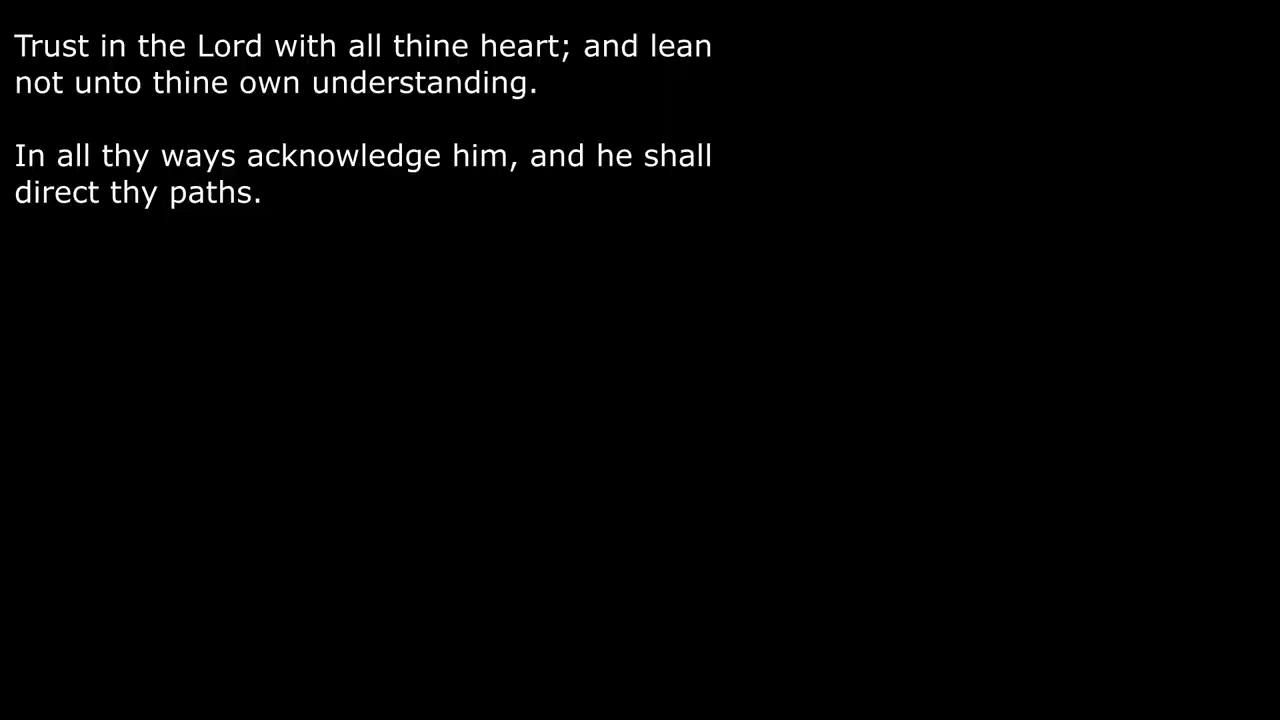 Trust in the Lord with all thine heart; and lean
not unto thine own understanding.
In all thy ways acknowledge him, and he shall
direct thy paths.